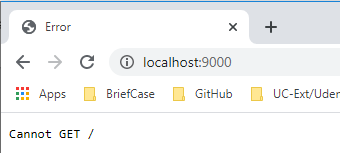 Error
localhost:9000
Apps BriefCase GitHub UC-Ext/Uder
Cannot GET /